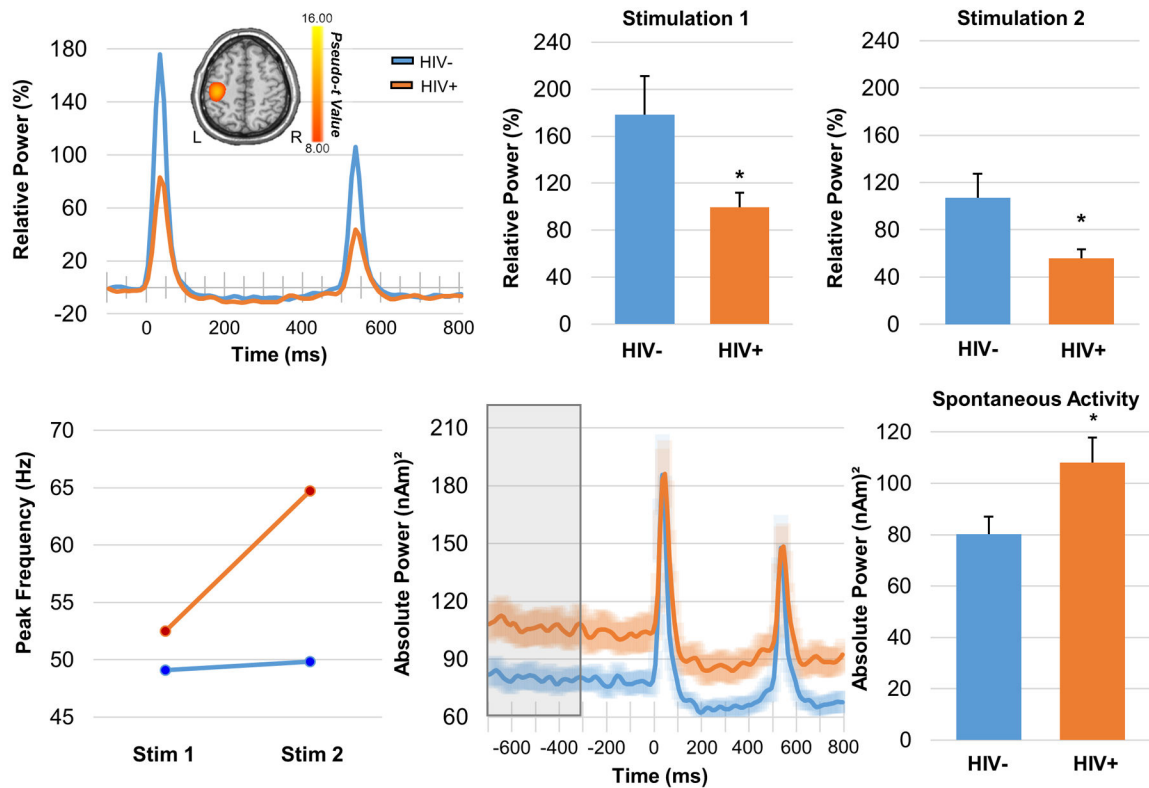 180
140
100
60
20
-20
Relative Power (%)
0
200
400
600
800
Time (ms)
L
R
16.00
8.00
Pseudo-t Value
HIV-
HIV+
Stimulation 1
240
200
160
120
80
40
0
Relative Power (%)
*
HIV-
HIV+
Stimulation 2
240
200
160
120
80
40
0
Relative Power (%)
*
HIV-
HIV+
70
65
60
55
50
45
Peak Frequency (Hz)
Stim 1
Stim 2
210
180
150
120
90
60
Absolute Power (nAm)²
-600
-400
-200
0
200
400
600
800
Time (ms)
Spontaneous Activity
*
120
100
80
60
40
20
0
Absolute Power (nAm)²
HIV-
HIV+